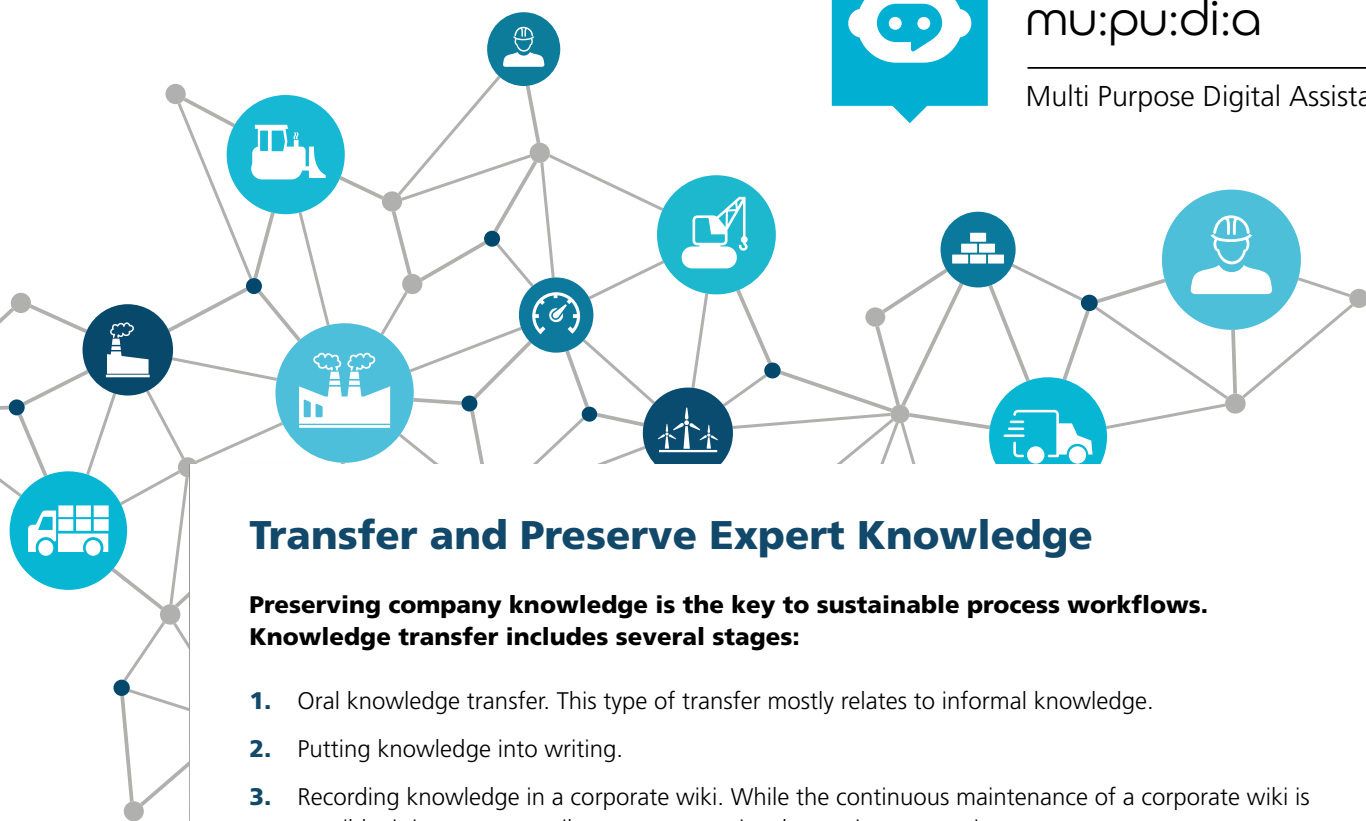 mu:pu:di:a
Multi Purpose Digital
Transfer and Preserve Expert Knowledge
Preserving company knowledge is the key to sustainable process workflows.
Knowledge transfer includes several stages:
1. Oral knowledge transfer. This type of transfer mostly relates to informal knowledge.
2. Putting knowledge into writing.
3. Recording knowledge in a corporate wiki. While the continuous maintenance of a corporate wiki is